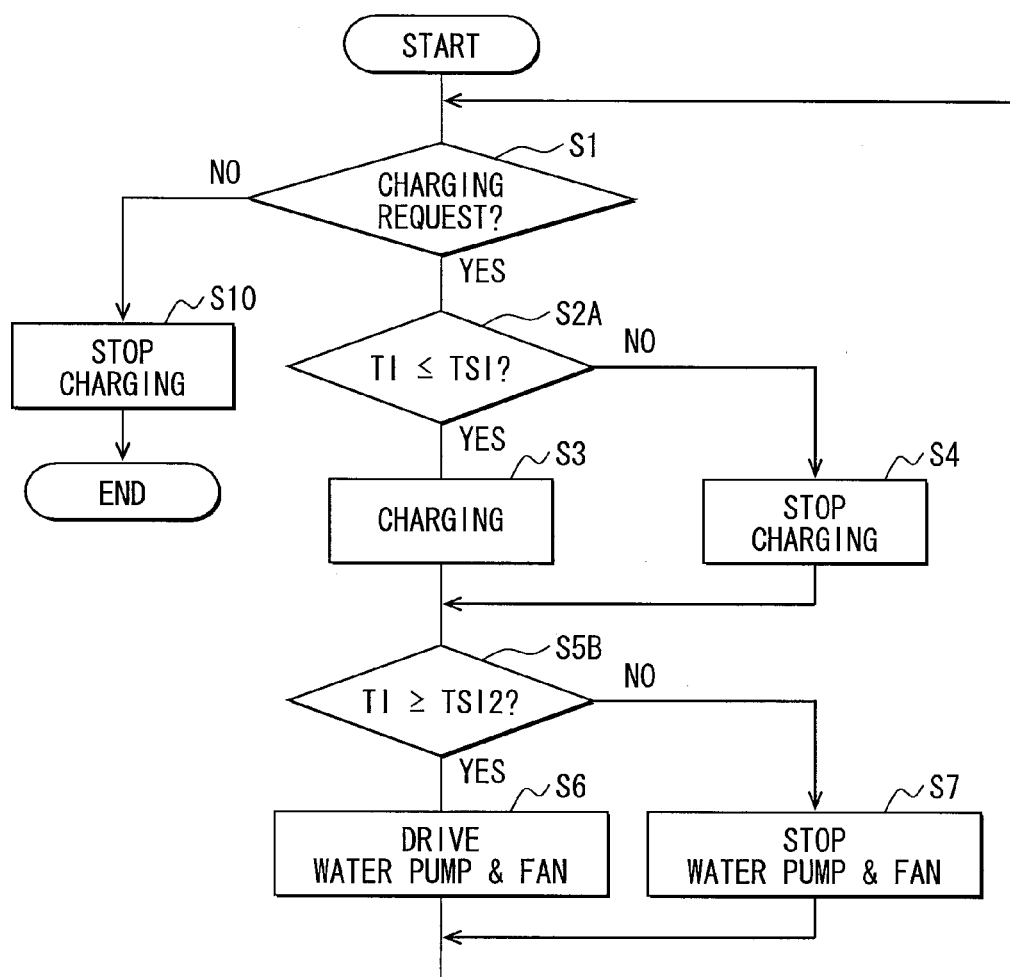 START
S1
NO
CHARGING
REQUEST?
YES
S10
STOP
CHARGING
END
S2A
TI ≤ TSI?
NO
YES
S3
CHARGING
S4
STOP
CHARGING
S5B
TI ≥ TSI2?
NO
YES
S6
DRIVE
WATER PUMP & FAN
S7
STOP
WATER PUMP & FAN